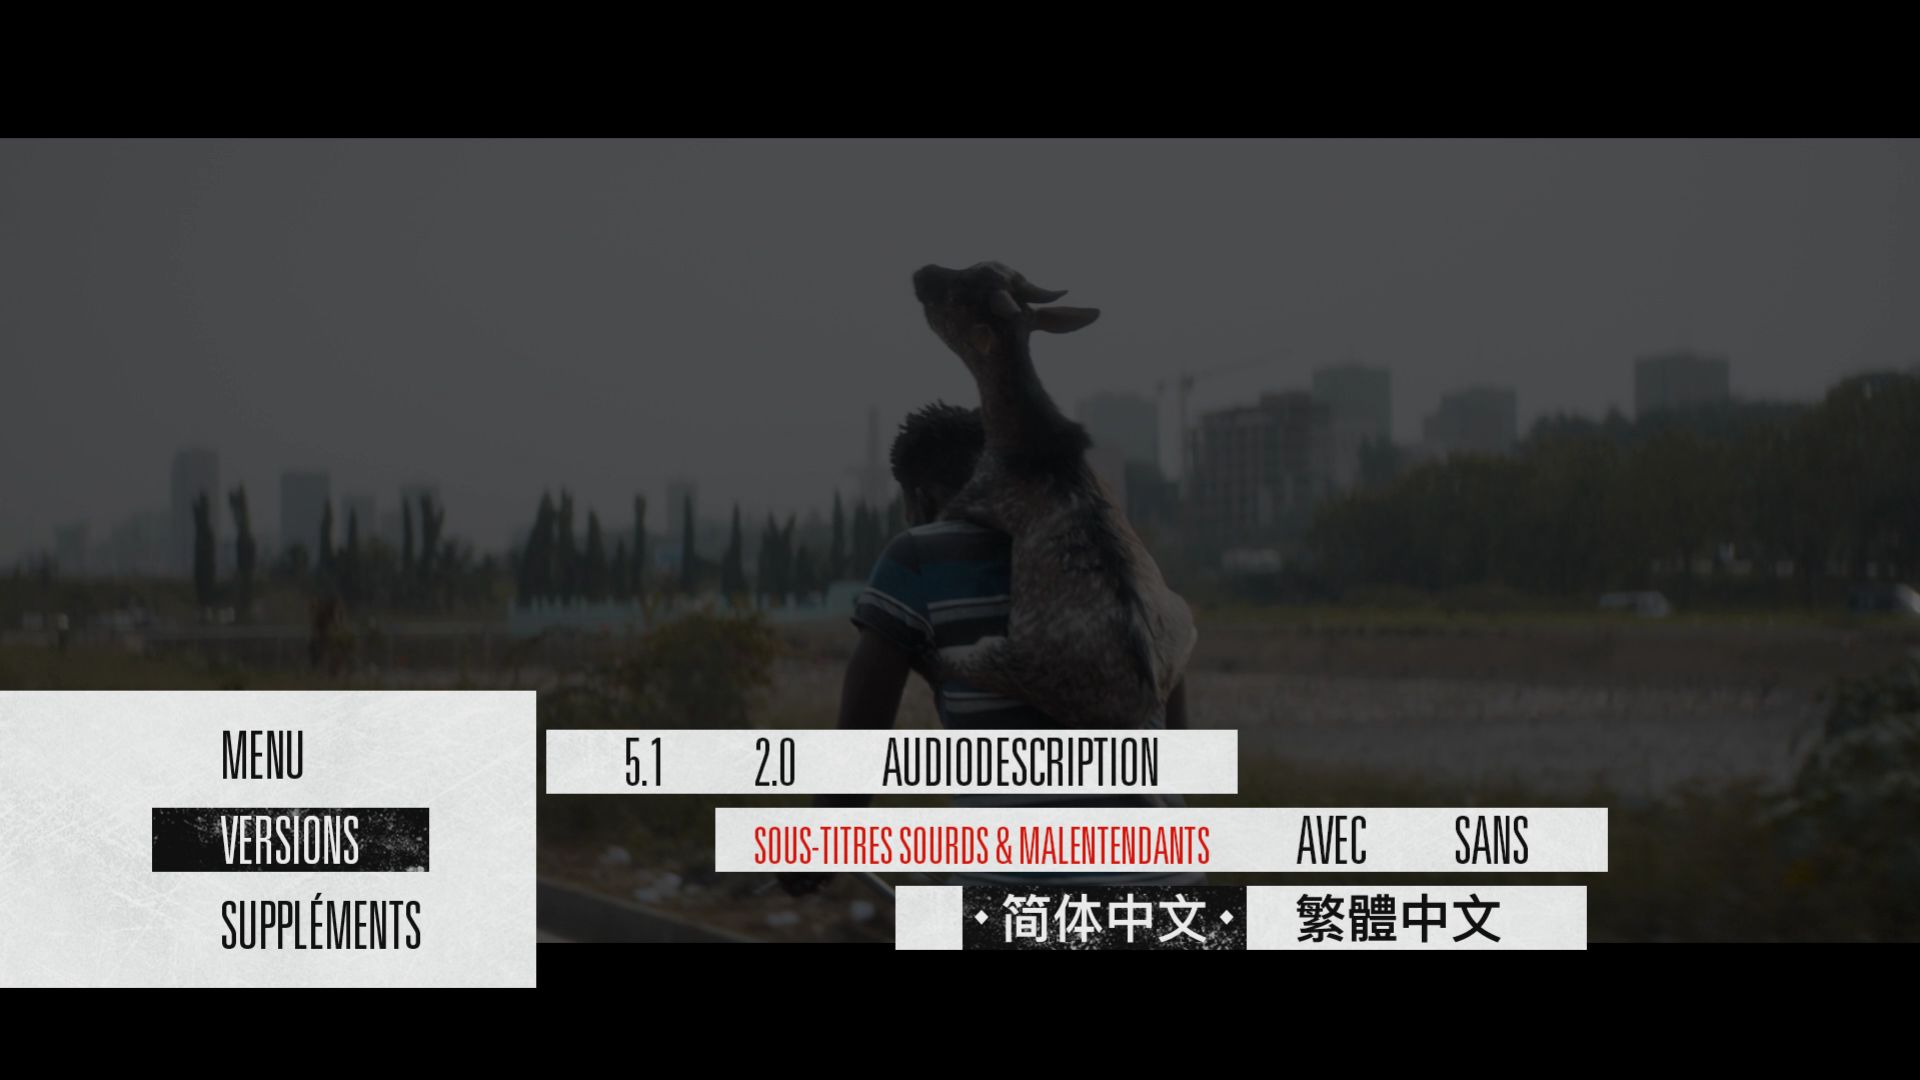 MENU
VERSIONS
SUPPLÉMENTS
5.1 2.0 AUDIODESCRIPTION
SOUS-TITRES SOURDS & MALENTENDANTS AVEC SANS
简体中文 繁體中文